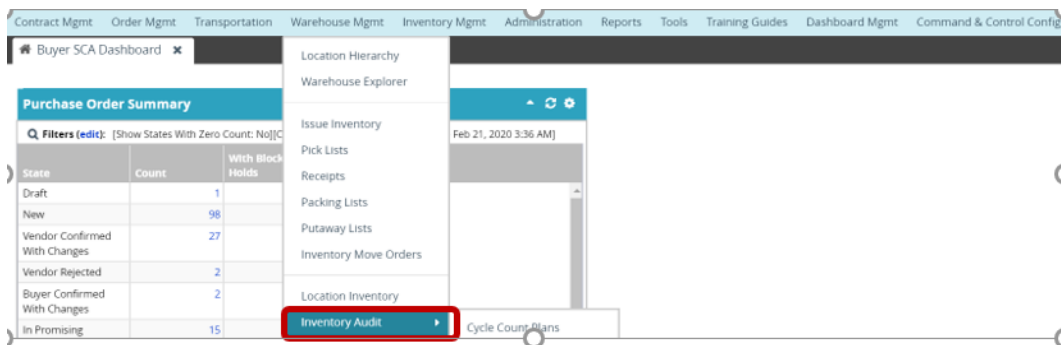 Contract Mgmt Order Mgmt Transportation Warehouse Mgmt Inventory Mgmt Administration Reports Tools Training Guides Dashboard Mgmt Command & Control Config
Buyer SCA Dashboard
Location Hierarchy
Warehouse Explorer
Issue Inventory
Pick Lists
Receipts
Packing Lists
Putaway Lists
Inventory Move Orders
Location Inventory
Inventory Audit
Cycle Count Plans
Purchase Order Summary
Filters (edit): [Show States With Zero Count: No][C Feb 21, 2020 3:36 AM]
State Count With Block
Holds
Draft 1
New 98
Vendor Confirmed 27
With Changes
Vendor Rejected 2
Buyer Confirmed 2
With Changes
In Promising 15